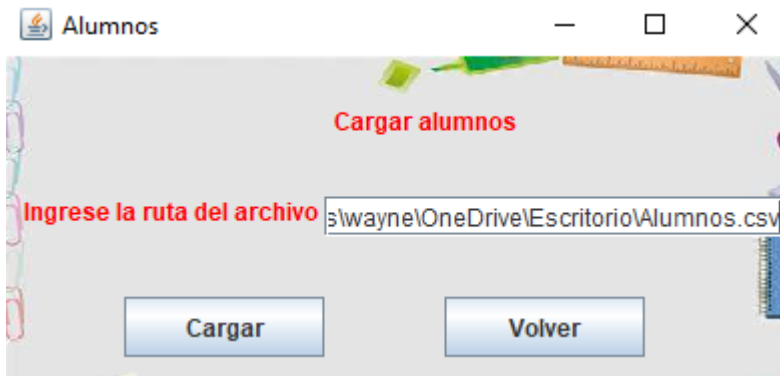 Alumnos
Cargar alumnos
Ingrese la ruta del archivo s\wayne\OneDrive\Escritorio\Alumnos.csv
Cargar Volver